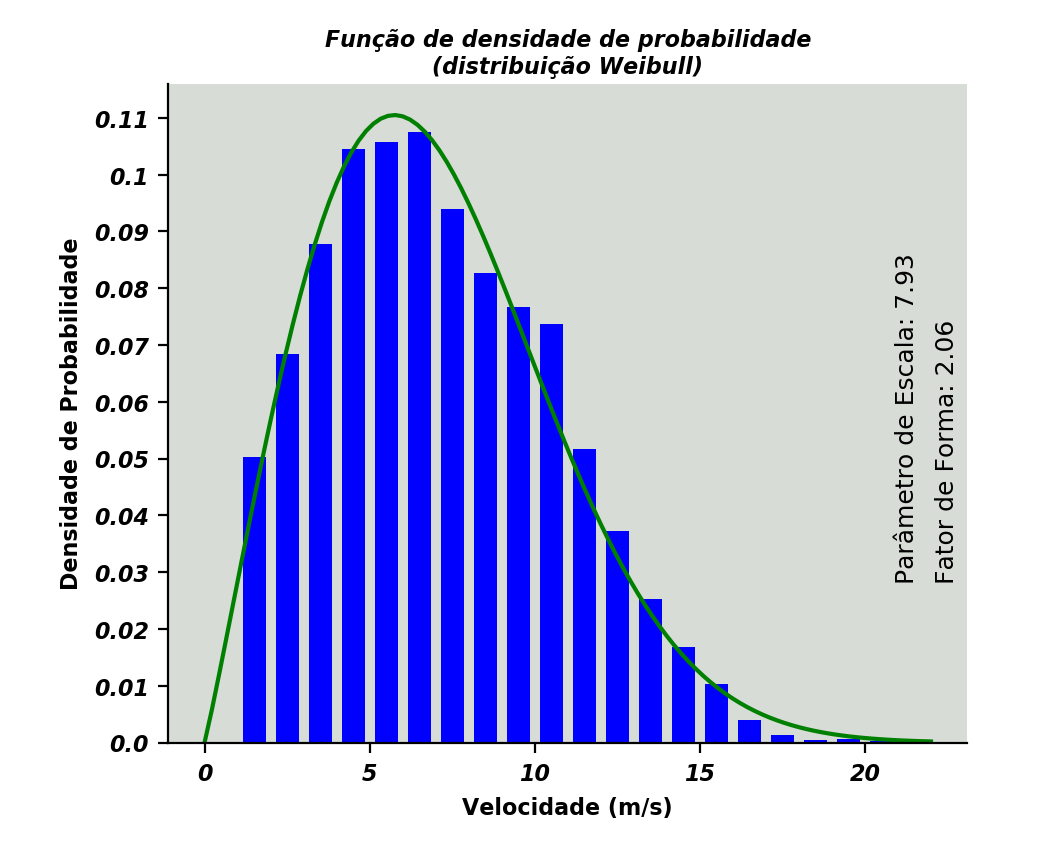 Função de densidade de probabilidade
(distribuição Weibull)
Densidade de Probabilidade
0.11
0.1
0.09
0.08
0.07
0.06
0.05
0.04
0.03
0.02
0.01
0.0
Parâmetro de Escala: 7.93
Fator de Forma: 2.06
0 5 10 15 20
Velocidade (m/s)